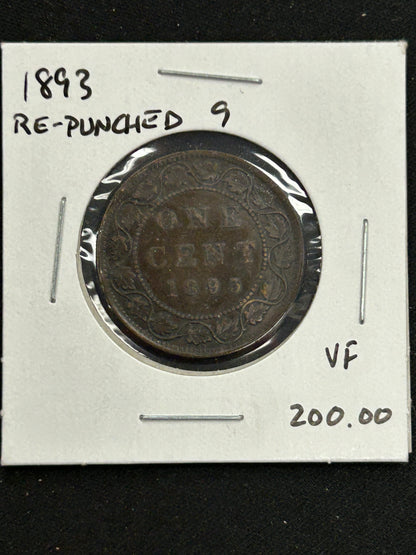 1893
RE-PUNCHED 9
ONE
CENT
1893
VF
200.00